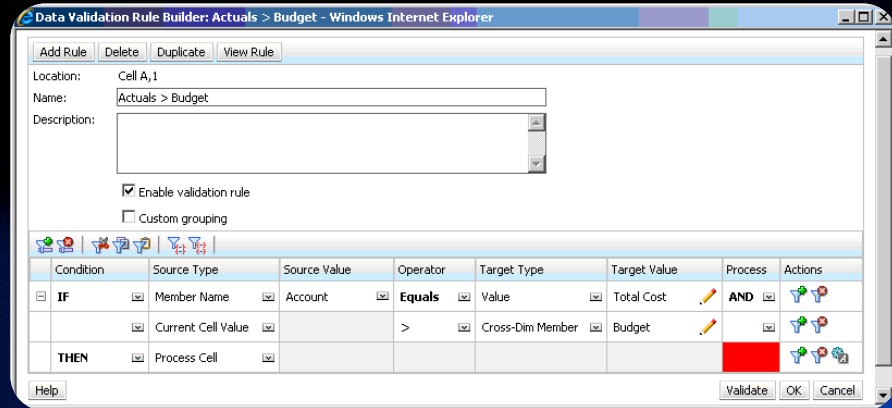 Data Validation Rule Builder: Actuals > Budget - Windows Internet Explorer
Add Rule Delete Duplicate View Rule
Location: Cell A,1
Name: Actuals > Budget
Description:
Enable validation rule
Custom grouping
Condition Source Type Source Value Operator Target Type Target Value Process Actions
IF Member Name Account Equals Value Total Cost AND
Current Cell Value > Cross-Dim Member Budget
THEN Process Cell
Help Validate OK Cancel